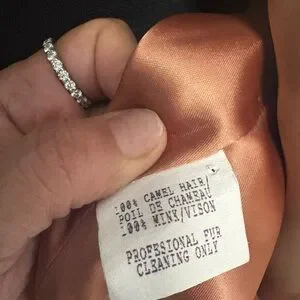 100% CAMEL HAIR/
POIL DE CHAMEAU
100% MINK/VISON
PROFESIONAL FUR
CLEANING ONLY